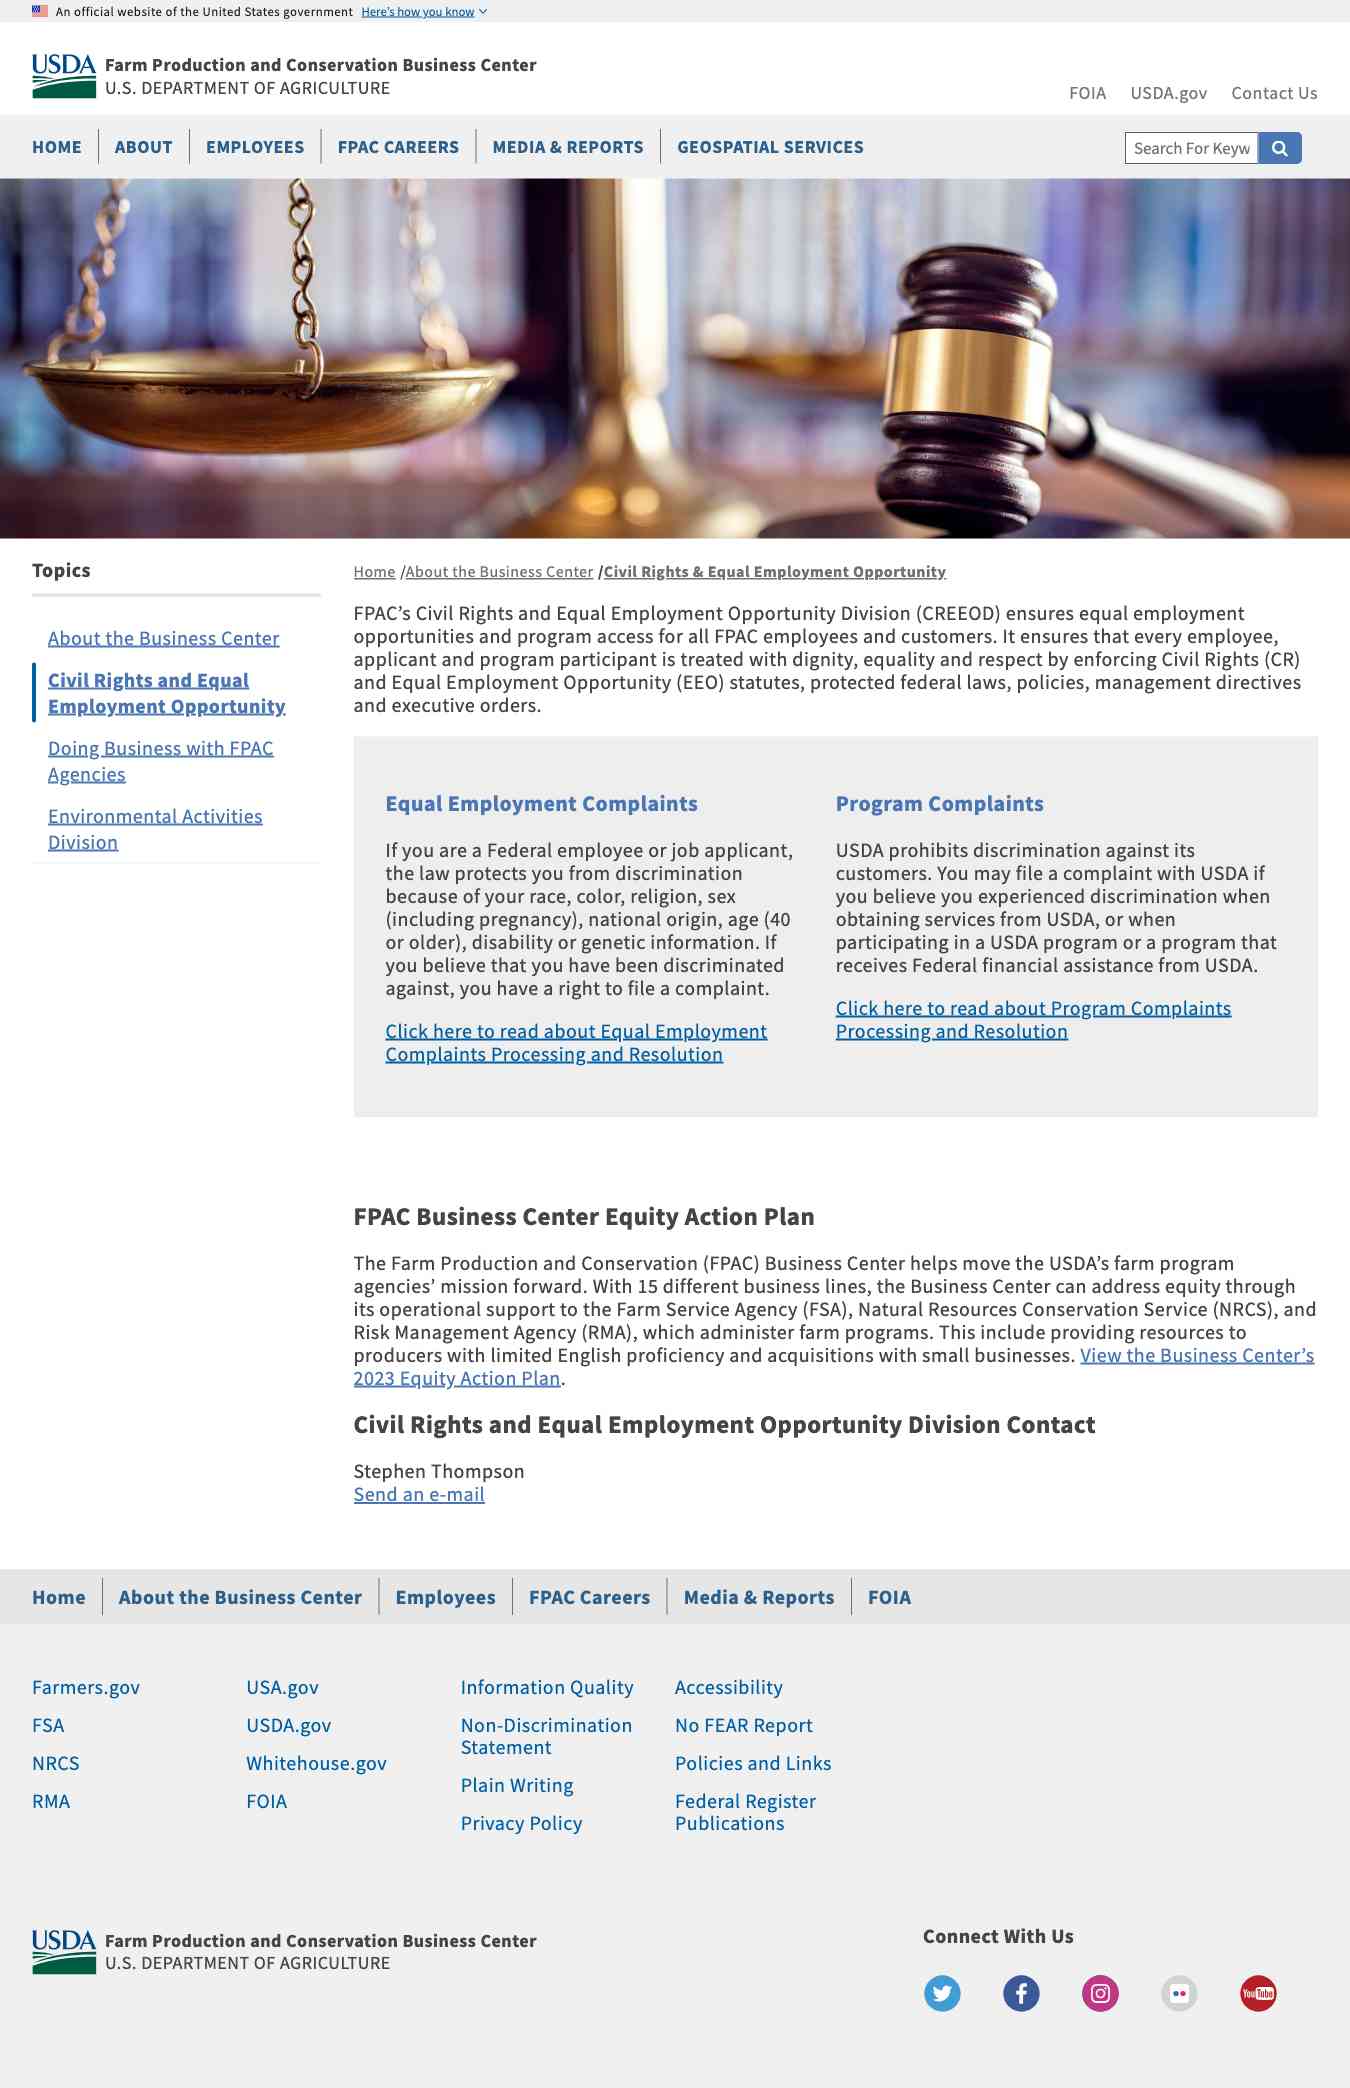 An official website of the United States government Here's how you know
USDA Farm Production and Conservation Business Center
U.S. DEPARTMENT OF AGRICULTURE
FOIA USDA.gov Contact Us
HOME ABOUT EMPLOYEES FPAC CAREERS MEDIA & REPORTS GEOSPATIAL SERVICES Search For Keyw
Topics
About the Business Center
Civil Rights and Equal
Employment Opportunity
Doing Business with FPAC
Agencies
Environmental Activities
Division
Home /About the Business Center /Civil Rights & Equal Employment Opportunity
FPAC’s Civil Rights and Equal Employment Opportunity Division (CREEOD) ensures equal employment
opportunities and program access for all FPAC employees and customers. It ensures that every employee,
applicant and program participant is treated with dignity, equality and respect by enforcing Civil Rights (CR)
and Equal Employment Opportunity (EEO) statutes, protected federal laws, policies, management directives
and executive orders.
Equal Employment Complaints
If you are a Federal employee or job applicant,
the law protects you from discrimination
because of your race, color, religion, sex
(including pregnancy), national origin, age (40
or older), disability or genetic information. If
you believe that you have been discriminated
against, you have a right to file a complaint.
Click here to read about Equal Employment
Complaints Processing and Resolution
Program Complaints
USDA prohibits discrimination against its
customers. You may file a complaint with USDA if
you believe you experienced discrimination when
obtaining services from USDA, or when
participating in a USDA program or a program that
receives Federal financial assistance from USDA.
Click here to read about Program Complaints
Processing and Resolution
FPAC Business Center Equity Action Plan
The Farm Production and Conservation (FPAC) Business Center helps move the USDA’s farm program
agencies’ mission forward. With 15 different business lines, the Business Center can address equity through
its operational support to the Farm Service Agency (FSA), Natural Resources Conservation Service (NRCS), and
Risk Management Agency (RMA), which administer farm programs. This include providing resources to
producers with limited English proficiency and acquisitions with small businesses. View the Business Center’s
2023 Equity Action Plan.
Civil Rights and Equal Employment Opportunity Division Contact
Stephen Thompson
Send an e-mail
Home About the Business Center Employees FPAC Careers Media & Reports FOIA
Farmers.gov
FSA
NRCS
RMA
USA.gov
USDA.gov
Whitehouse.gov
FOIA
Information Quality
Non-Discrimination
Statement
Plain Writing
Privacy Policy
Accessibility
No FEAR Report
Policies and Links
Federal Register
Publications
USDA Farm Production and Conservation Business Center
U.S. DEPARTMENT OF AGRICULTURE
Connect With Us
You Tube